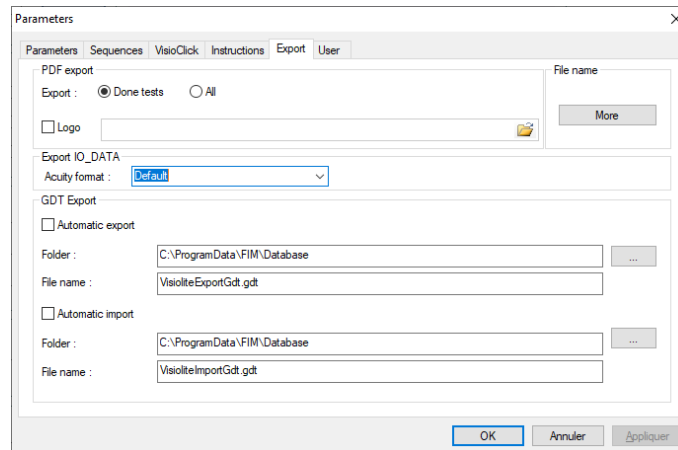 Parameters
Parameters Sequences VisioClick Instructions Export User
PDF export
File name
Export : Done tests All
More
Logo
Export IO_DATA
Acuity format : Default
GDT Export
Automatic export
Folder : C:\ProgramData\FIM\Database ...
File name : VisioliteExportGdt.gdt
Automatic import
Folder : C:\ProgramData\FIM\Database ...
File name : VisioliteImportGdt.gdt
OK Annuler Appliquer